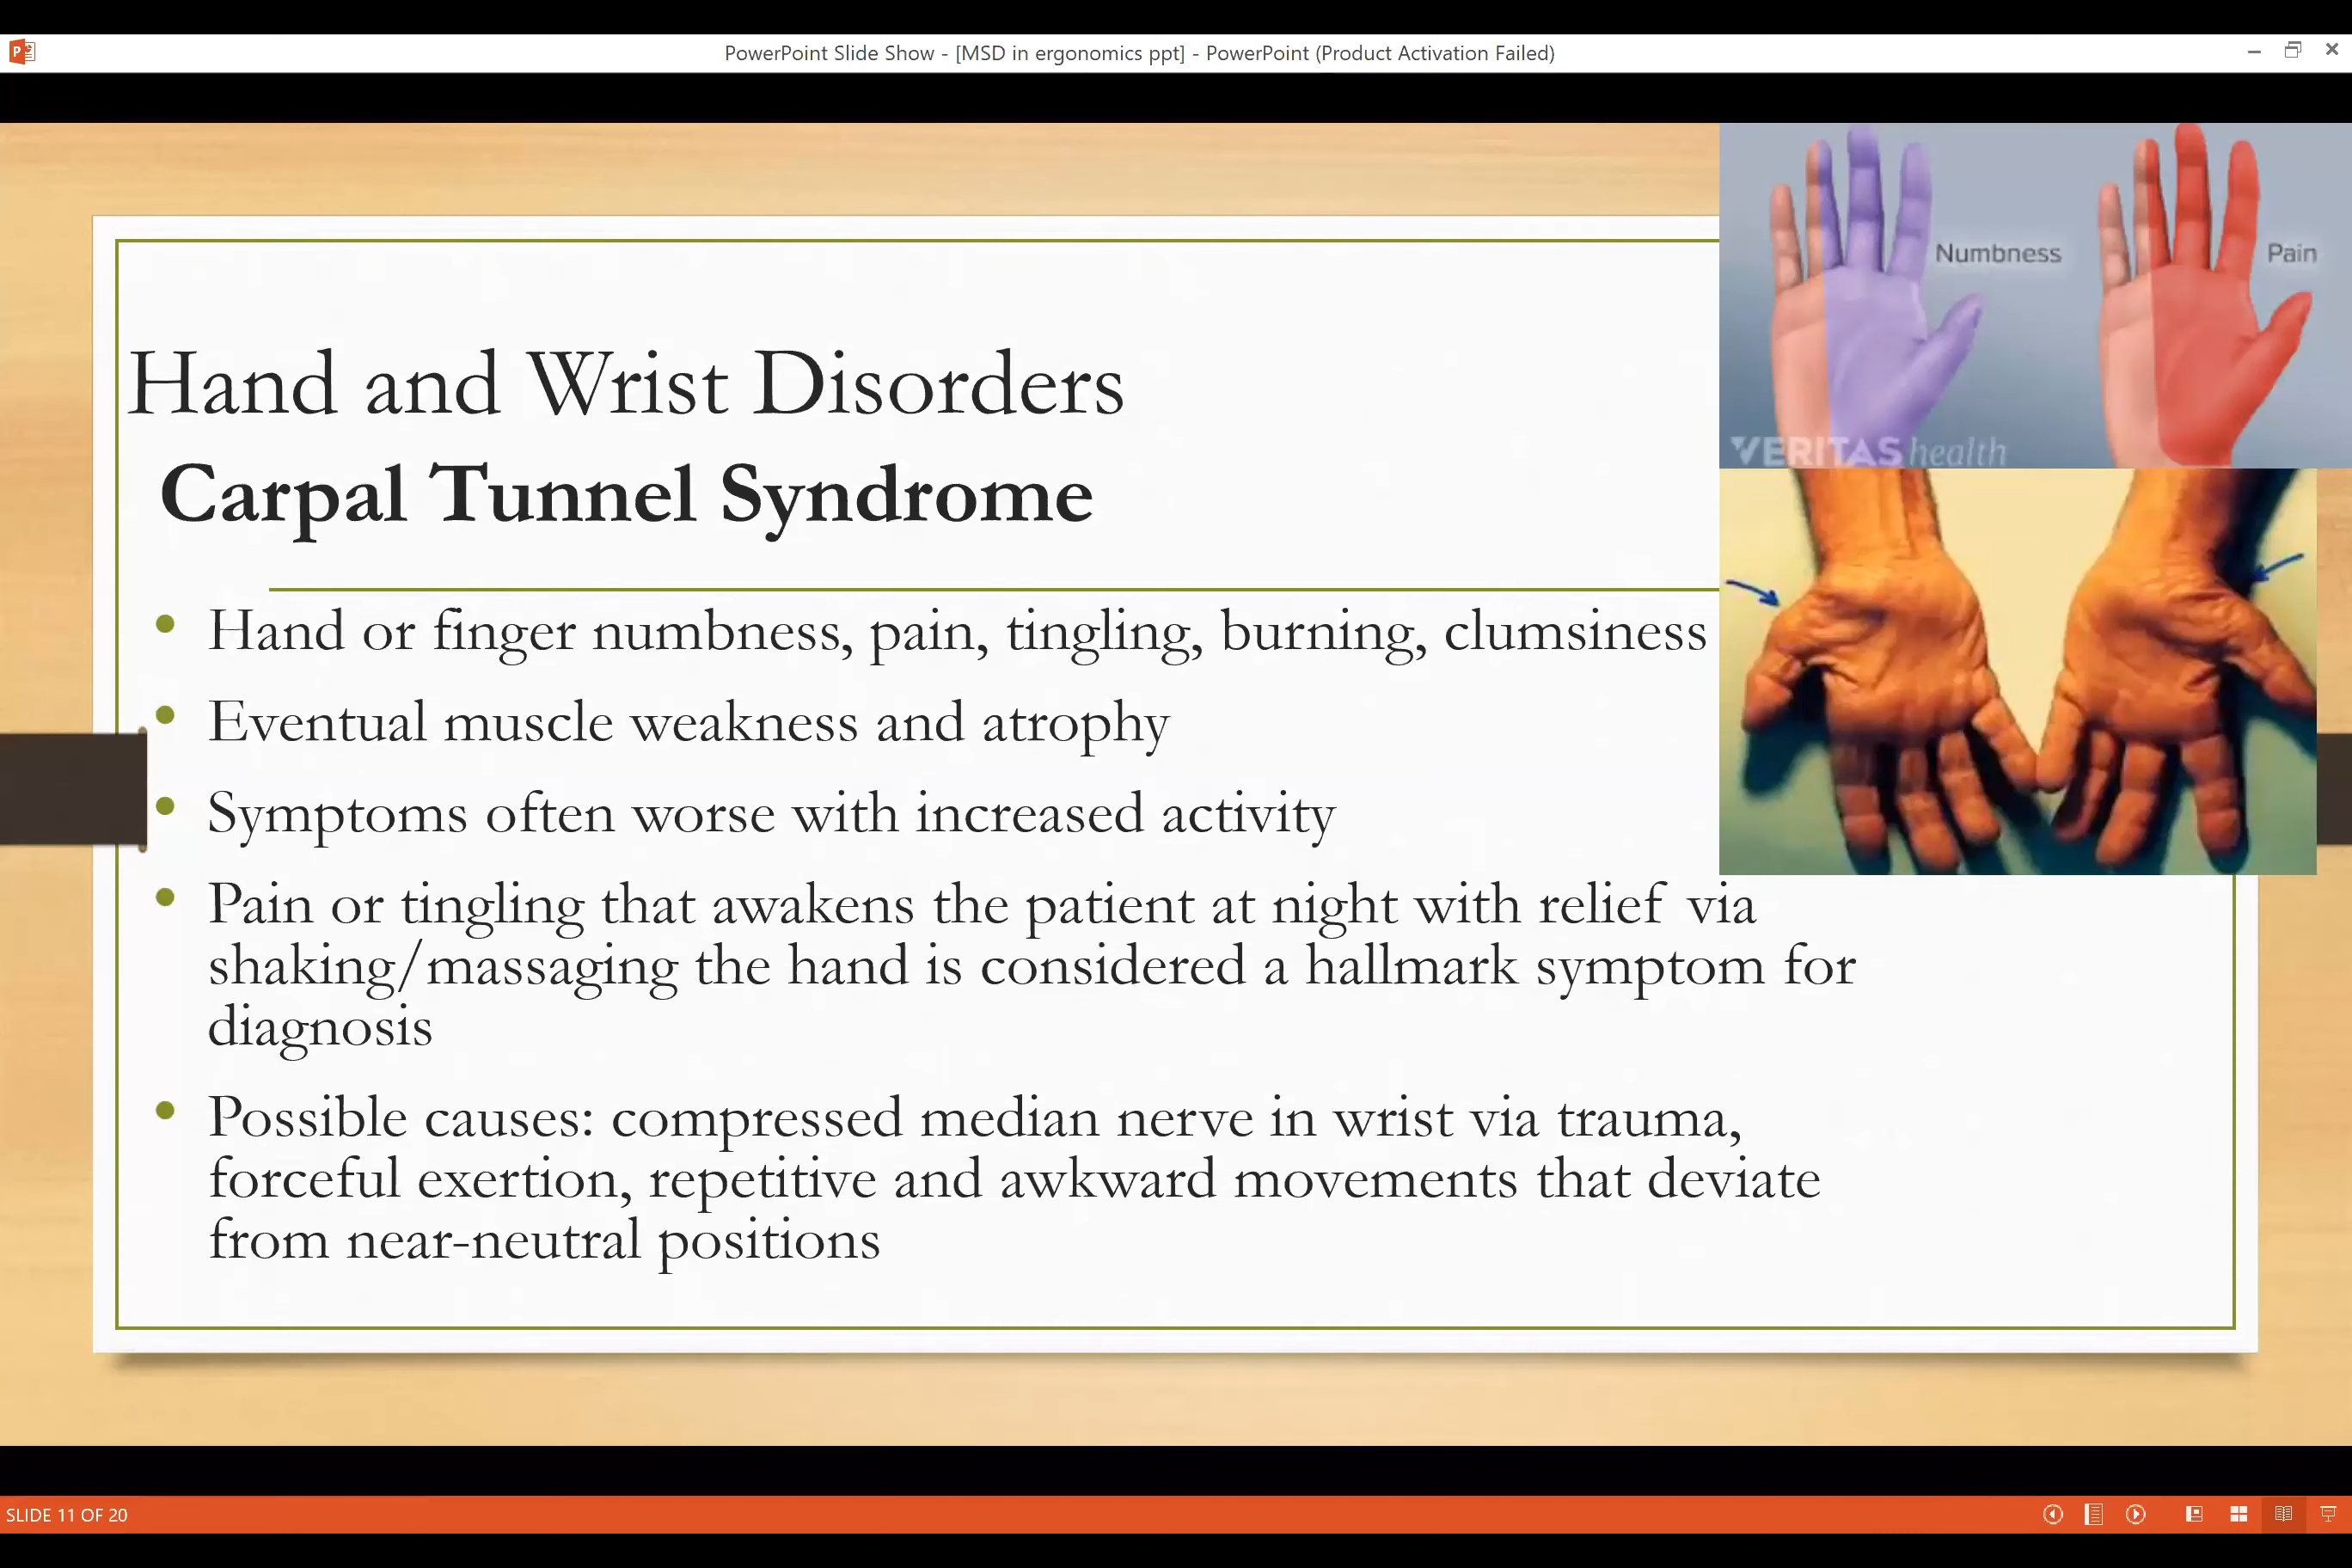 PowerPoint Slide Show - [MSD in ergonomics ppt] - PowerPoint (Product Activation Failed)
Numbness
Pain
VERITAS health
Hand and Wrist Disorders
Carpal Tunnel Syndrome
• Hand or finger numbness, pain, tingling, burning, clumsiness
• Eventual muscle weakness and atrophy
• Symptoms often worse with increased activity
• Pain or tingling that awakens the patient at night with relief via
shaking/massaging the hand is considered a hallmark symptom for
diagnosis
• Possible causes: compressed median nerve in wrist via trauma,
forceful exertion, repetitive and awkward movements that deviate
from near-neutral positions
SLIDE 11 OF 20